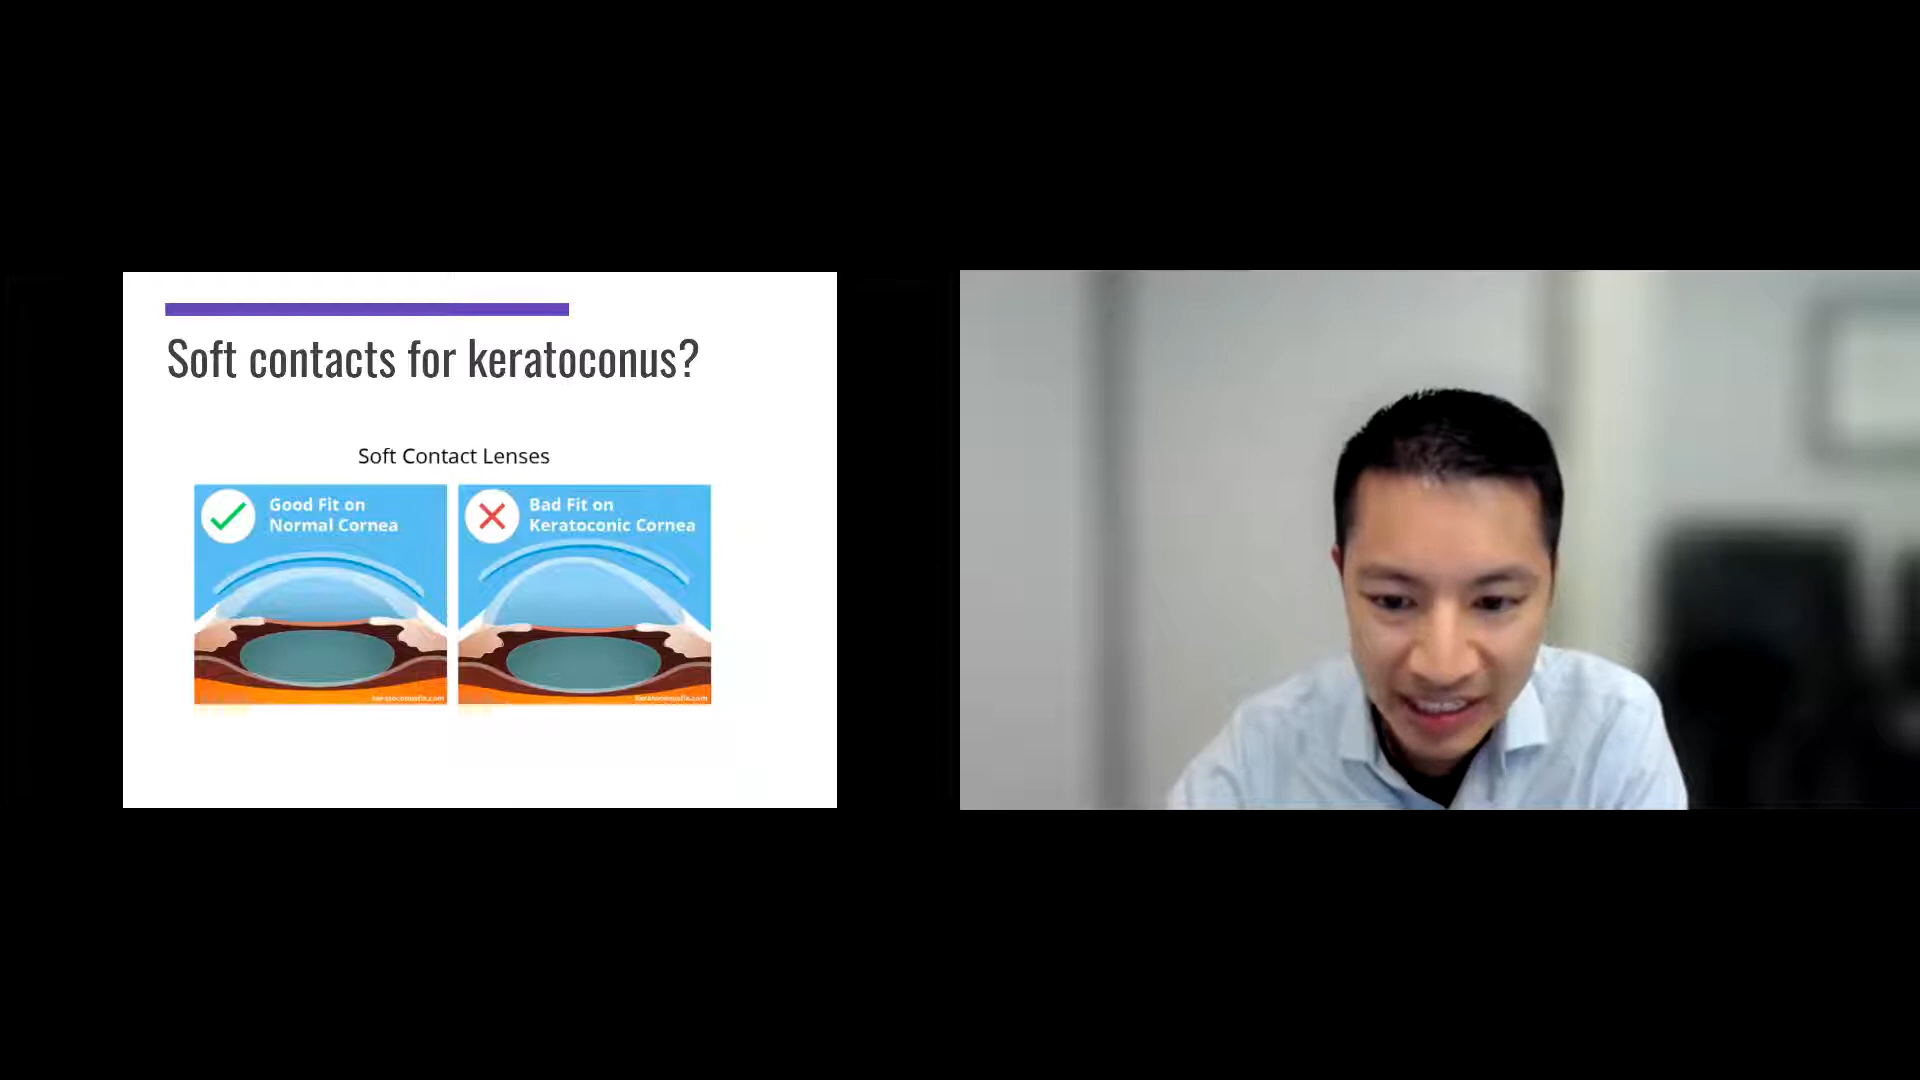 Soft contacts for keratoconus?
Soft Contact Lenses
Good Fit on
Normal Cornea
Bad Fit on
Keratoconic Cornea